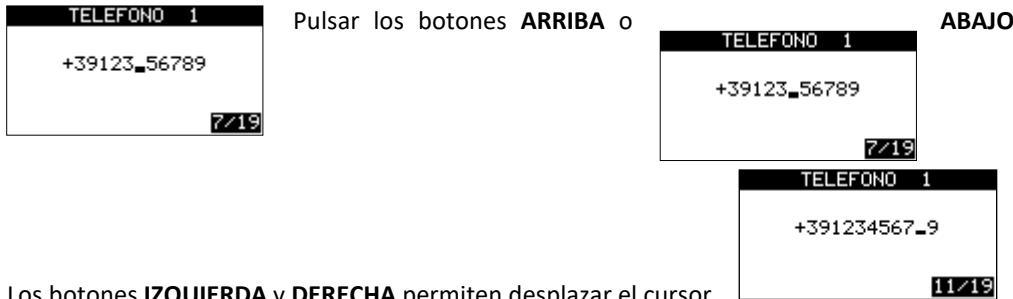 TELEFONO 1
+39123_56789
7/19
Pulsar los botones ARRIBA o ABAJO
TELEFONO 1
+39123_56789
7/19
TELEFONO 1
+391234567_9
11/19
Los botones IZQUIERDA y DERECHA permiten desplazar el cursor